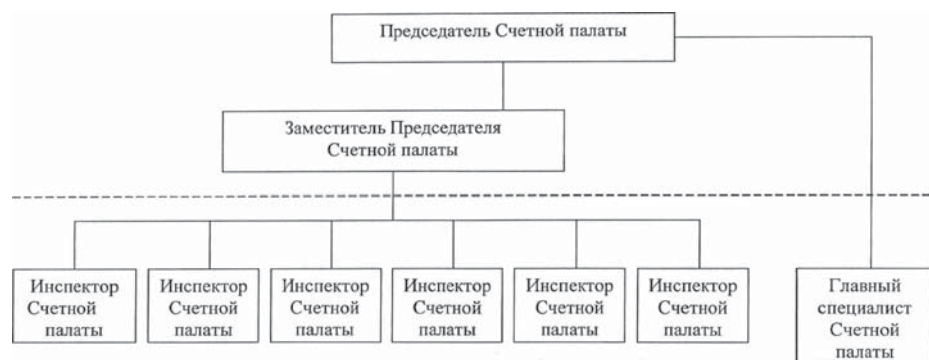 Председатель Счетной палаты
Заместитель Председателя
Счетной палаты
Инспектор
Счетной
палаты
Инспектор
Счетной
палаты
Инспектор
Счетной
палаты
Инспектор
Счетной
палаты
Инспектор
Счетной
палаты
Инспектор
Счетной
палаты
Главный
специалист
Счетной
палаты